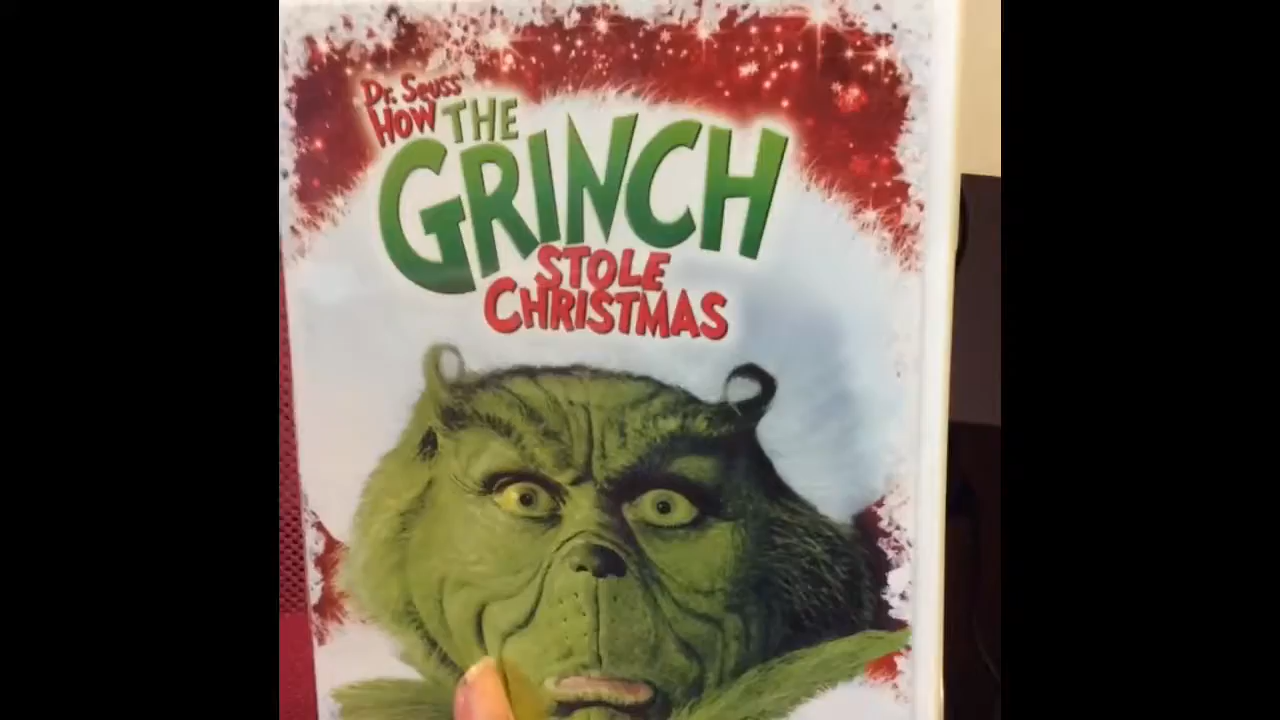 Dr. Seuss'
HOW THE
GRINCH
STOLE
CHRISTMAS